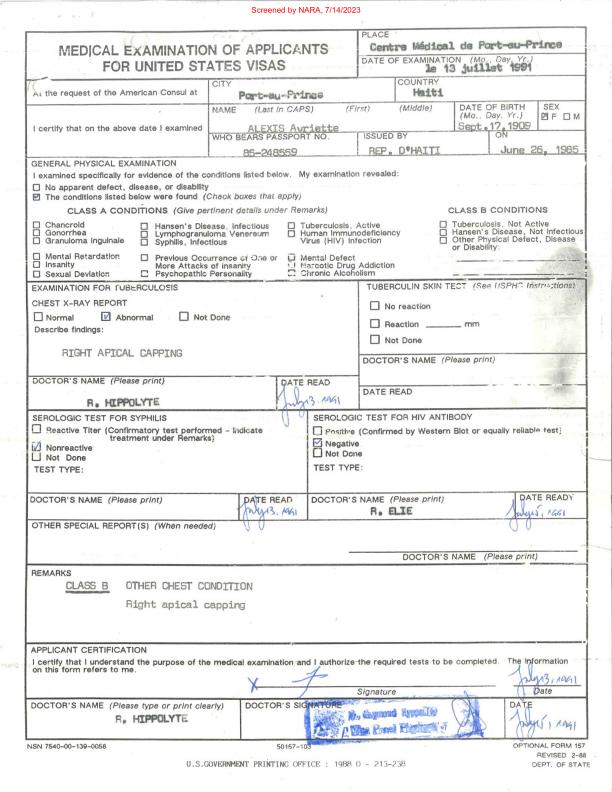 Screened by NARA, 7/14/2023
MEDICAL EXAMINATION OF APPLICANTS
FOR UNITED STATES VISAS
PLACE
Centre Médical de Port-au-Prince
DATE OF EXAMINATION (Mo., Day, Yr.)
le 13 juillet 1991
At the request of the American Consul at
CITY
Port-au-Prince
COUNTRY
Haiti
I certify that on the above date I examined
NAME (Last in CAPS) (First) (Middle)
ALEXIS Avriette
DATE OF BIRTH
(Mo., Day, Yr.)
Sept.17,1909
SEX
F M
WHO BEARS PASSPORT NO.
85-248559
ISSUED BY
REP. D'HAITI
ON
June 26, 1985
GENERAL PHYSICAL EXAMINATION
I examined specifically for evidence of the conditions listed below. My examination revealed:
No apparent defect, disease, or disability
The conditions listed below were found (Check boxes that apply)
CLASS A CONDITIONS (Give pertinent details under Remarks)
Chancroid
Gonorrhea
Granuloma Inguinale
Mental Retardation
Insanity
Sexual Deviation
Hansen's Disease, Infectious
Lymphogranuloma Venereum
Syphilis, Infectious
Previous Occurrence of One or
More Attacks of Insanity
Psychopathic Personality
Tuberculosis, Active
Human Immunodeficiency
Virus (HIV) Infection
Mental Defect
Narcotic Drug Addiction
Chronic Alcoholism
CLASS B CONDITIONS
Tuberculosis, Not Active
Hansen's Disease, Not Infectious
Other Physical Defect, Disease
or Disability:
EXAMINATION FOR TUBERCULOSIS
CHEST X-RAY REPORT
Normal Abnormal Not Done
Describe findings:
RIGHT APICAL CAPPING
DOCTOR'S NAME (Please print)
R. HIPPOLYTE
DATE READ
July 13, 1991
TUBERCULIN SKIN TECT (See USPHS Instructions)
No reaction
Reaction mm
Not Done
DOCTOR'S NAME (Please print)
DATE READ
SEROLOGIC TEST FOR SYPHILIS
Reactive Titer (Confirmatory test performed - Indicate
treatment under Remarks)
Nonreactive
Not Done
TEST TYPE:
DOCTOR'S NAME (Please print)
DATE READ
July 13, 1991
SEROLOGIC TEST FOR HIV ANTIBODY
Positive (Confirmed by Western Blot or equally reliable test)
Negative
Not Done
TEST TYPE:
DOCTOR'S NAME (Please print)
R. ELIE
DATE READY
July 15, 1991
OTHER SPECIAL REPORT(S) (When needed)
DOCTOR'S NAME (Please print)
REMARKS
CLASS B OTHER CHEST CONDITION
Right apical capping
APPLICANT CERTIFICATION
I certify that I understand the purpose of the medical examination and I authorize the required tests to be completed. The Information
on this form refers to me.
X
Signature
July 13, 1991
Date
DOCTOR'S NAME (Please type or print clearly)
R. HIPPOLYTE
DOCTOR'S SIGNATURE
DATE
July 15, 1991
NSN 7540-00-139-0058
50157-103
OPTIONAL FORM 157
REVISED 2-88
DEPT. OF STATE
U.S.GOVERNMENT PRINTING OFFICE : 1988 O - 213-238